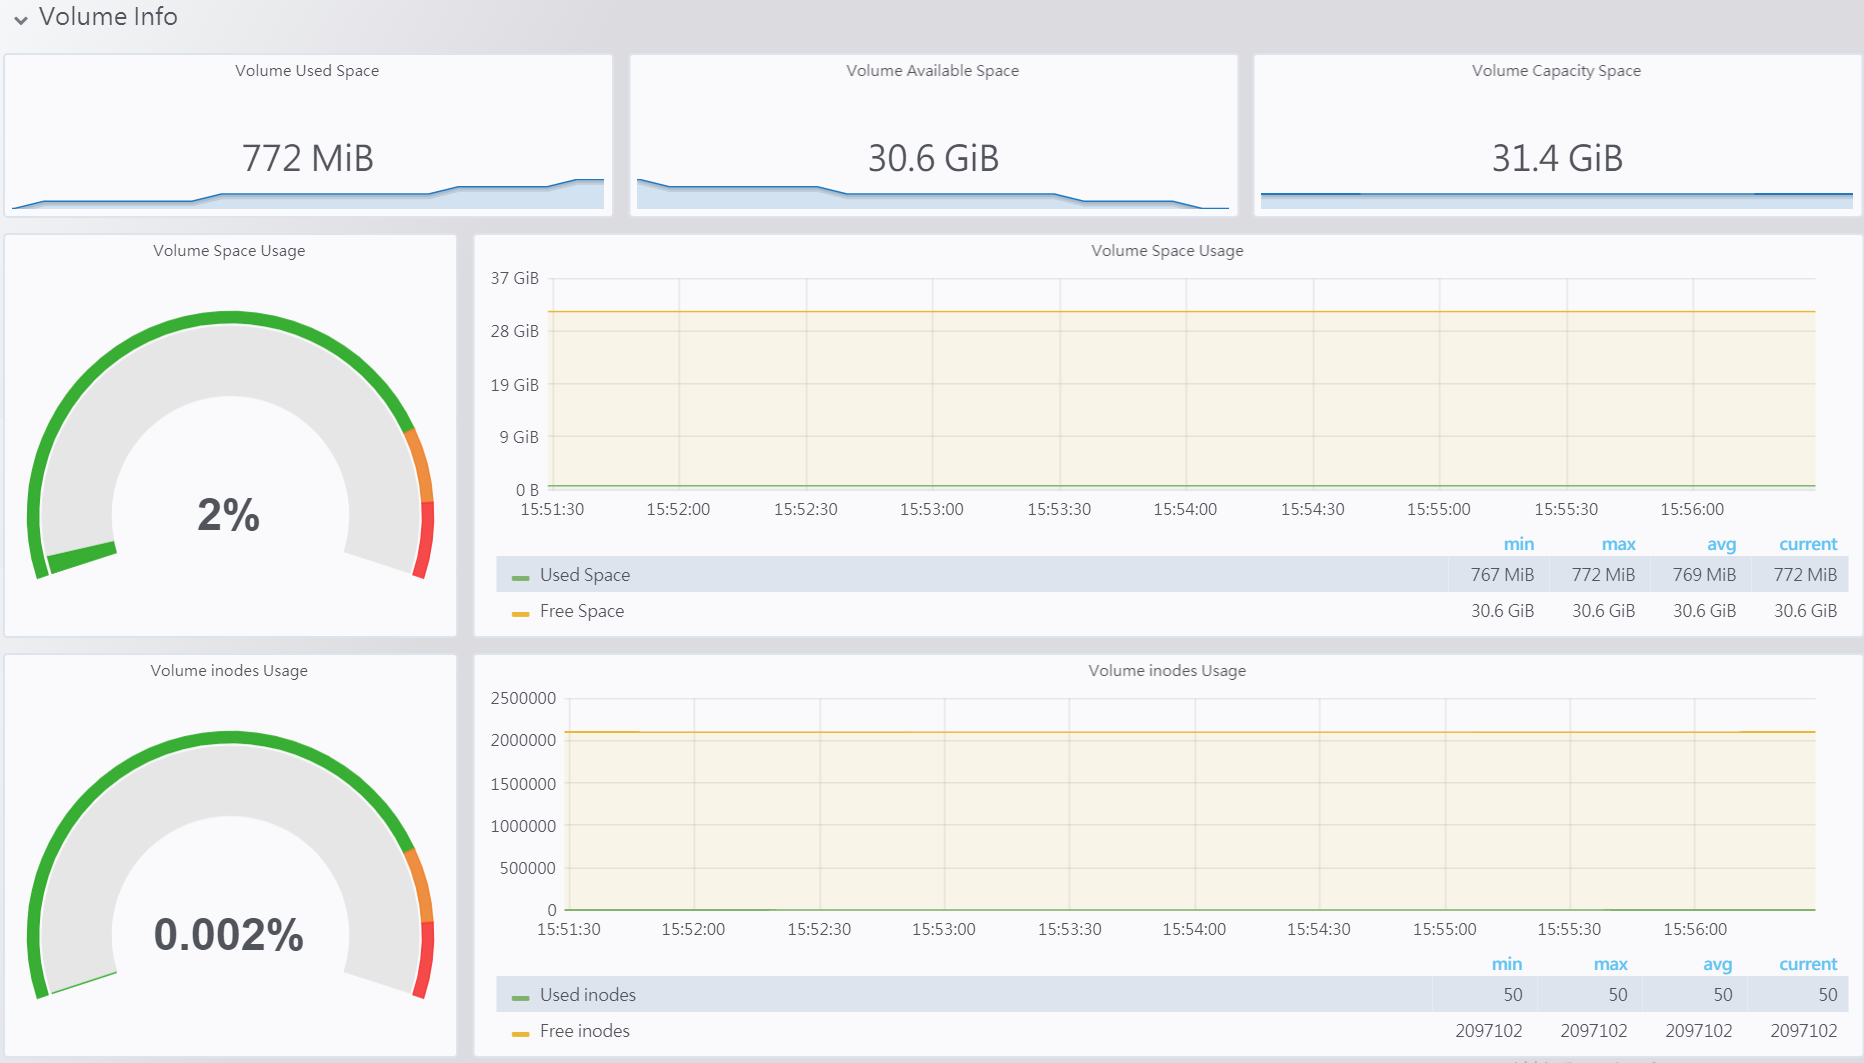 Volume Info
Volume Used Space
772 MiB
Volume Available Space
30.6 GiB
Volume Capacity Space
31.4 GiB
Volume Space Usage
2%
Volume Space Usage
37 GiB
28 GiB
19 GiB
9 GiB
0 B
15:51:30 15:52:00 15:52:30 15:53:00 15:53:30 15:54:00 15:54:30 15:55:00 15:55:30 15:56:00
min max avg current
Used Space 767 MiB 772 MiB 769 MiB 772 MiB
Free Space 30.6 GiB 30.6 GiB 30.6 GiB 30.6 GiB
Volume inodes Usage
0.002%
Volume inodes Usage
2500000
2000000
1500000
1000000
500000
0
15:51:30 15:52:00 15:52:30 15:53:00 15:53:30 15:54:00 15:54:30 15:55:00 15:55:30 15:56:00
min max avg current
Used inodes 50 50 50 50
Free inodes 2097102 2097102 2097102 2097102